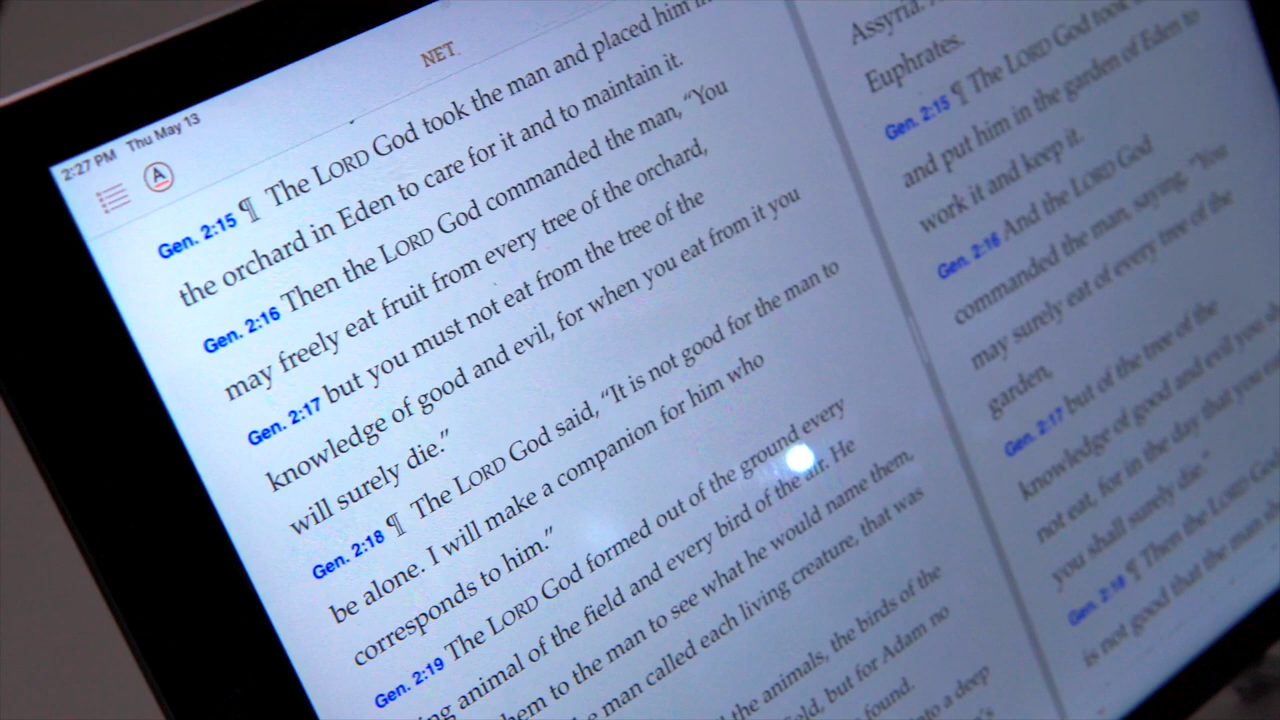 2:27 PM Thu May 13
A
NET
Gen. 2:15 ¶ The LORD God took the man and placed him in
the orchard in Eden to care for it and to maintain it.
Gen. 2:16 Then the LORD God commanded the man, “You
may freely eat fruit from every tree of the orchard,
Gen. 2:17 but you must not eat from the tree of the
knowledge of good and evil, for when you eat from it you
will surely die.”
Gen. 2:18 ¶ The LORD God said, “It is not good for the man to
be alone. I will make a companion for him who
corresponds to him.”
Gen. 2:19 The LORD God formed out of the ground every
animal of the field and every bird of the air. He
to the man to see what he would name them,
man called each living creature, that was
the animals, the birds of the
but for Adam no
found.
a deep
Assyria.
Euphrates.
Gen. 2:15 ¶ The LORD God took
and put him in the garden of Eden to
work it and keep it.
Gen. 2:16 And the LORD God
commanded the man, saying, “You
may surely eat of every tree of the
garden,
Gen. 2:17 but of the tree of the
knowledge of good and evil you
not eat, for in the day that you
you shall surely die.”
Gen. 2:18 ¶ Then the LORD God
is not good that the man